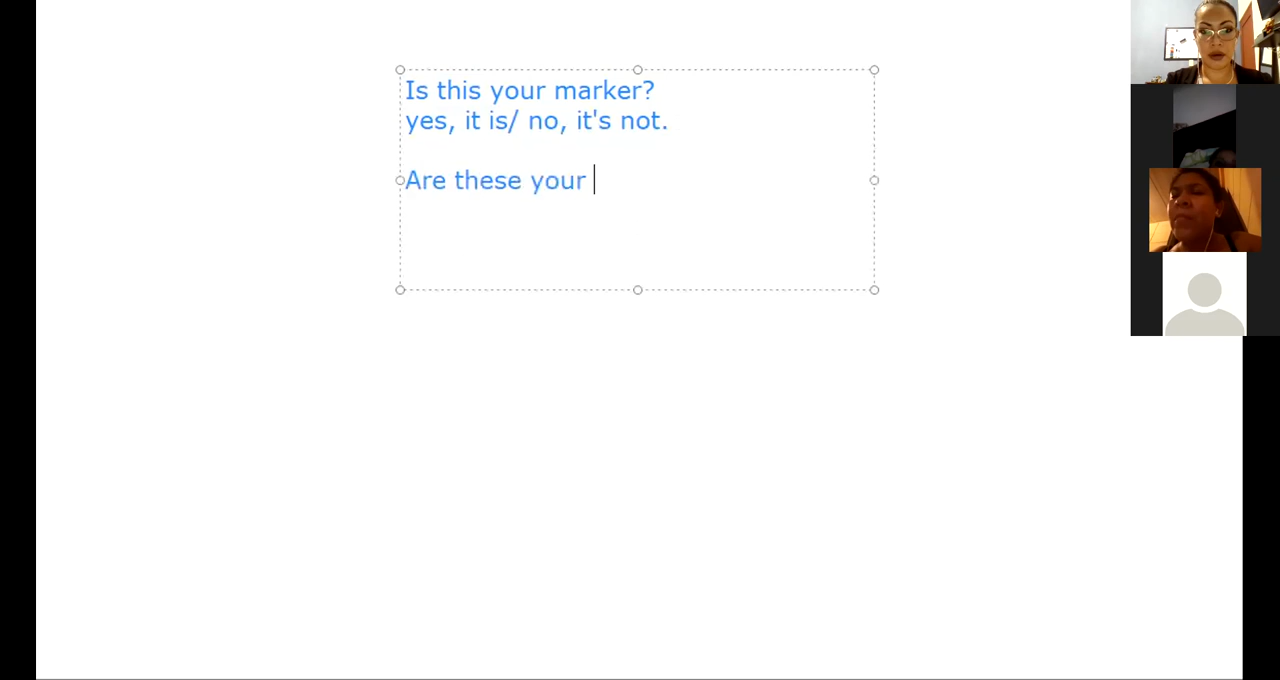 Is this your marker?
yes, it is/ no, it's not.
Are these your